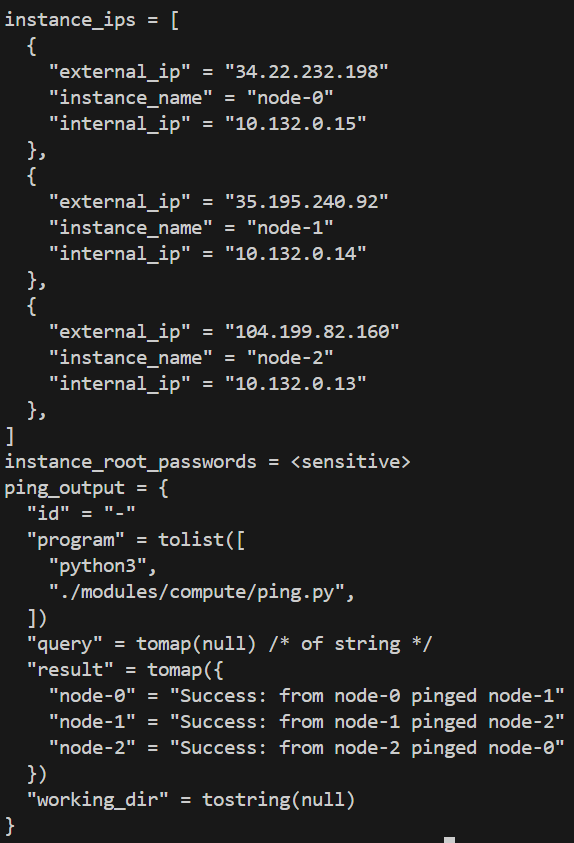 instance_ips = [
  {
    "external_ip" = "34.22.232.198"
    "instance_name" = "node-0"
    "internal_ip" = "10.132.0.15"
  },
  {
    "external_ip" = "35.195.240.92"
    "instance_name" = "node-1"
    "internal_ip" = "10.132.0.14"
  },
  {
    "external_ip" = "104.199.82.160"
    "instance_name" = "node-2"
    "internal_ip" = "10.132.0.13"
  },
]
instance_root_passwords = <sensitive>
ping_output = {
  "id" = "-"
  "program" = tolist([
    "python3",
    "./modules/compute/ping.py",
  ])
  "query" = tomap(null) /* of string */
  "result" = tomap({
    "node-0" = "Success: from node-0 pinged node-1"
    "node-1" = "Success: from node-1 pinged node-2"
    "node-2" = "Success: from node-2 pinged node-0"
  })
  "working_dir" = tostring(null)
}